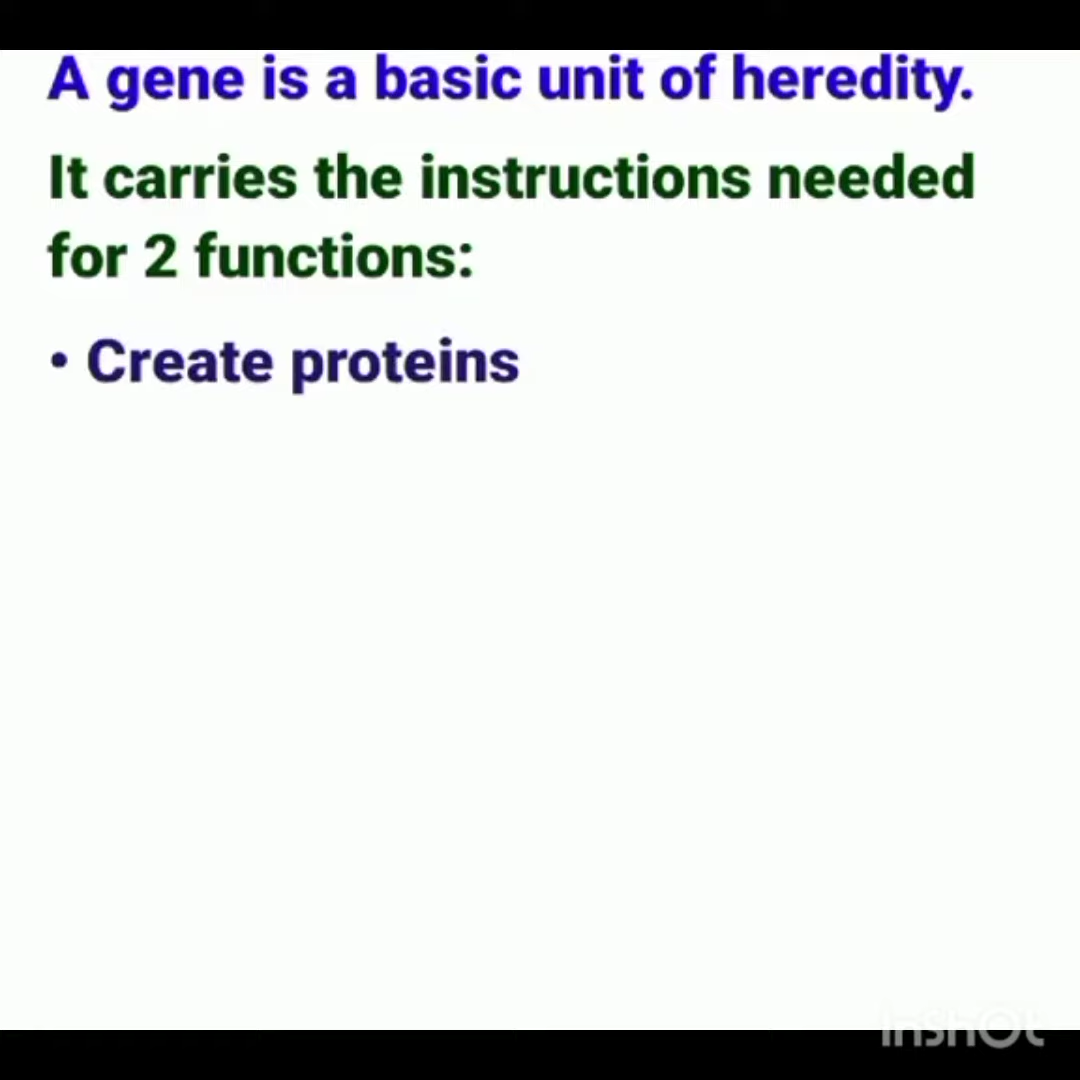 A gene is a basic unit of heredity.
It carries the instructions needed
for 2 functions:
• Create proteins
InShOt